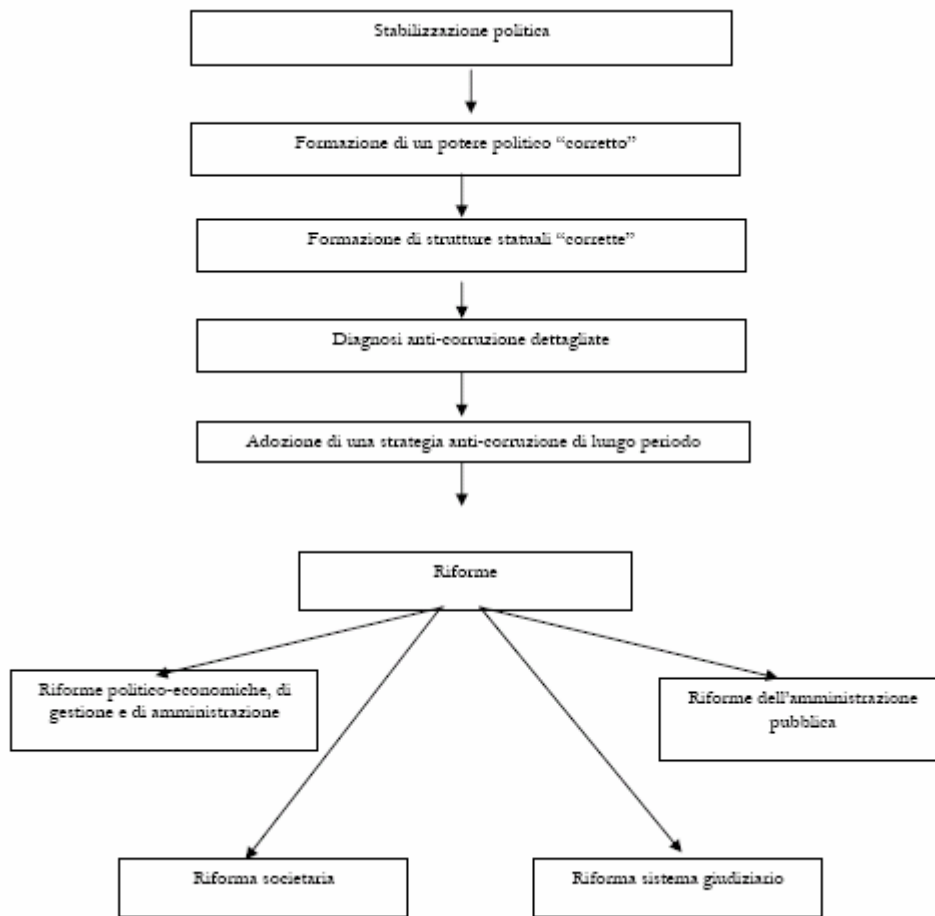 Stabilizzazione politica
Formazione di un potere politico “corretto”
Formazione di strutture statuali “corrette”
Diagnosi anti-corruzione dettagliate
Adozione di una strategia anti-corruzione di lungo periodo
Riforme
Riforme politico-economiche, di
gestione e di amministrazione
Riforme dell’amministrazione
pubblica
Riforma societaria
Riforma sistema giudiziario